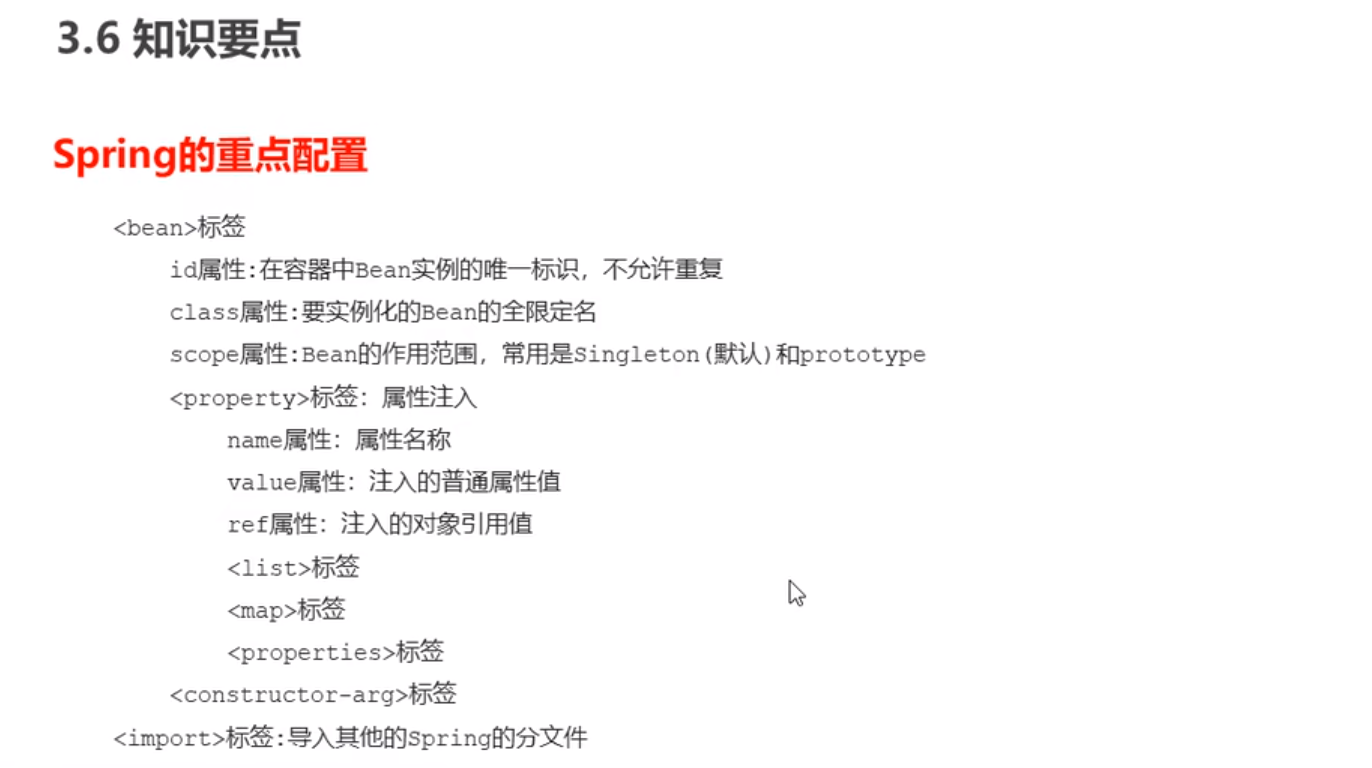 3.6 知识要点
Spring的重点配置
<bean>标签
id属性:在容器中Bean实例的唯一标识，不允许重复
class属性:要实例化的Bean的全限定名
scope属性:Bean的作用范围，常用是Singleton(默认)和prototype
<property>标签：属性注入
name属性：属性名称
value属性：注入的普通属性值
ref属性：注入的对象引用值
<list>标签
<map>标签
<properties>标签
<constructor-arg>标签
<import>标签:导入其他的Spring的分文件